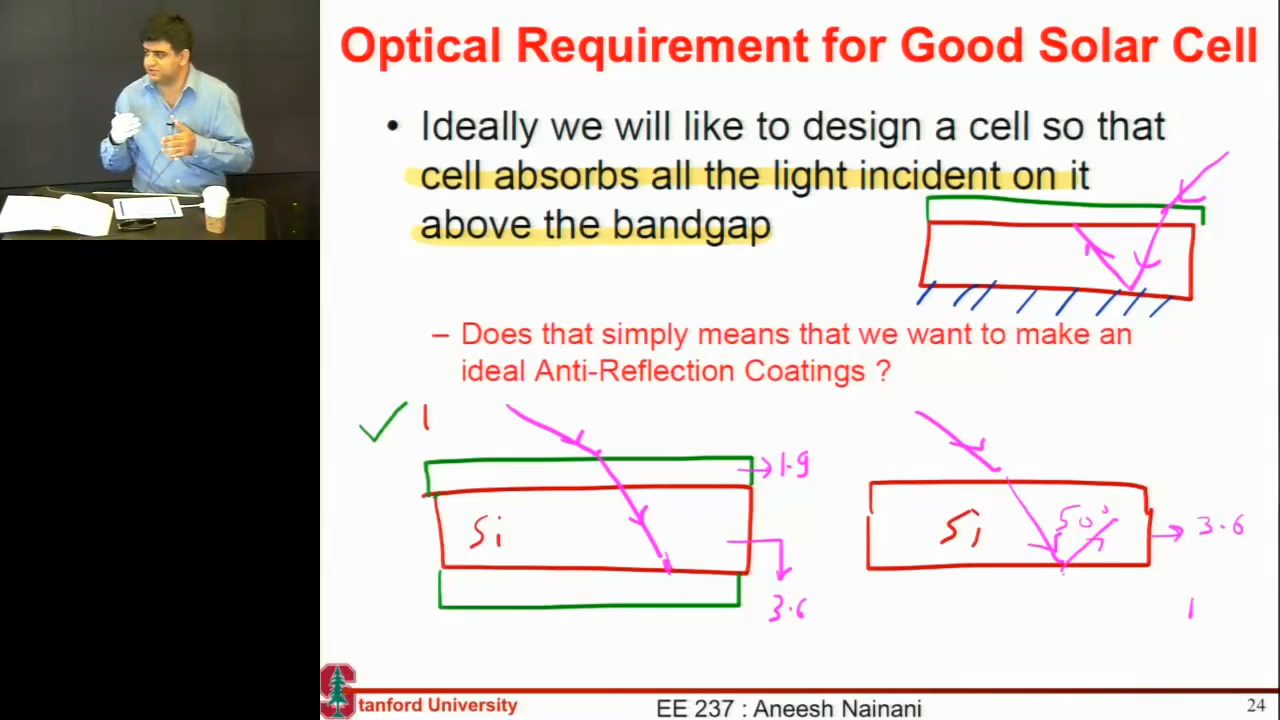 Optical Requirement for Good Solar Cell
• Ideally we will like to design a cell so that
cell absorbs all the light incident on it
above the bandgap
– Does that simply means that we want to make an
ideal Anti-Reflection Coatings ?
1
1.9
Si
3.6
Si
50°
3.6
1
Stanford University
EE 237 : Aneesh Nainani
24